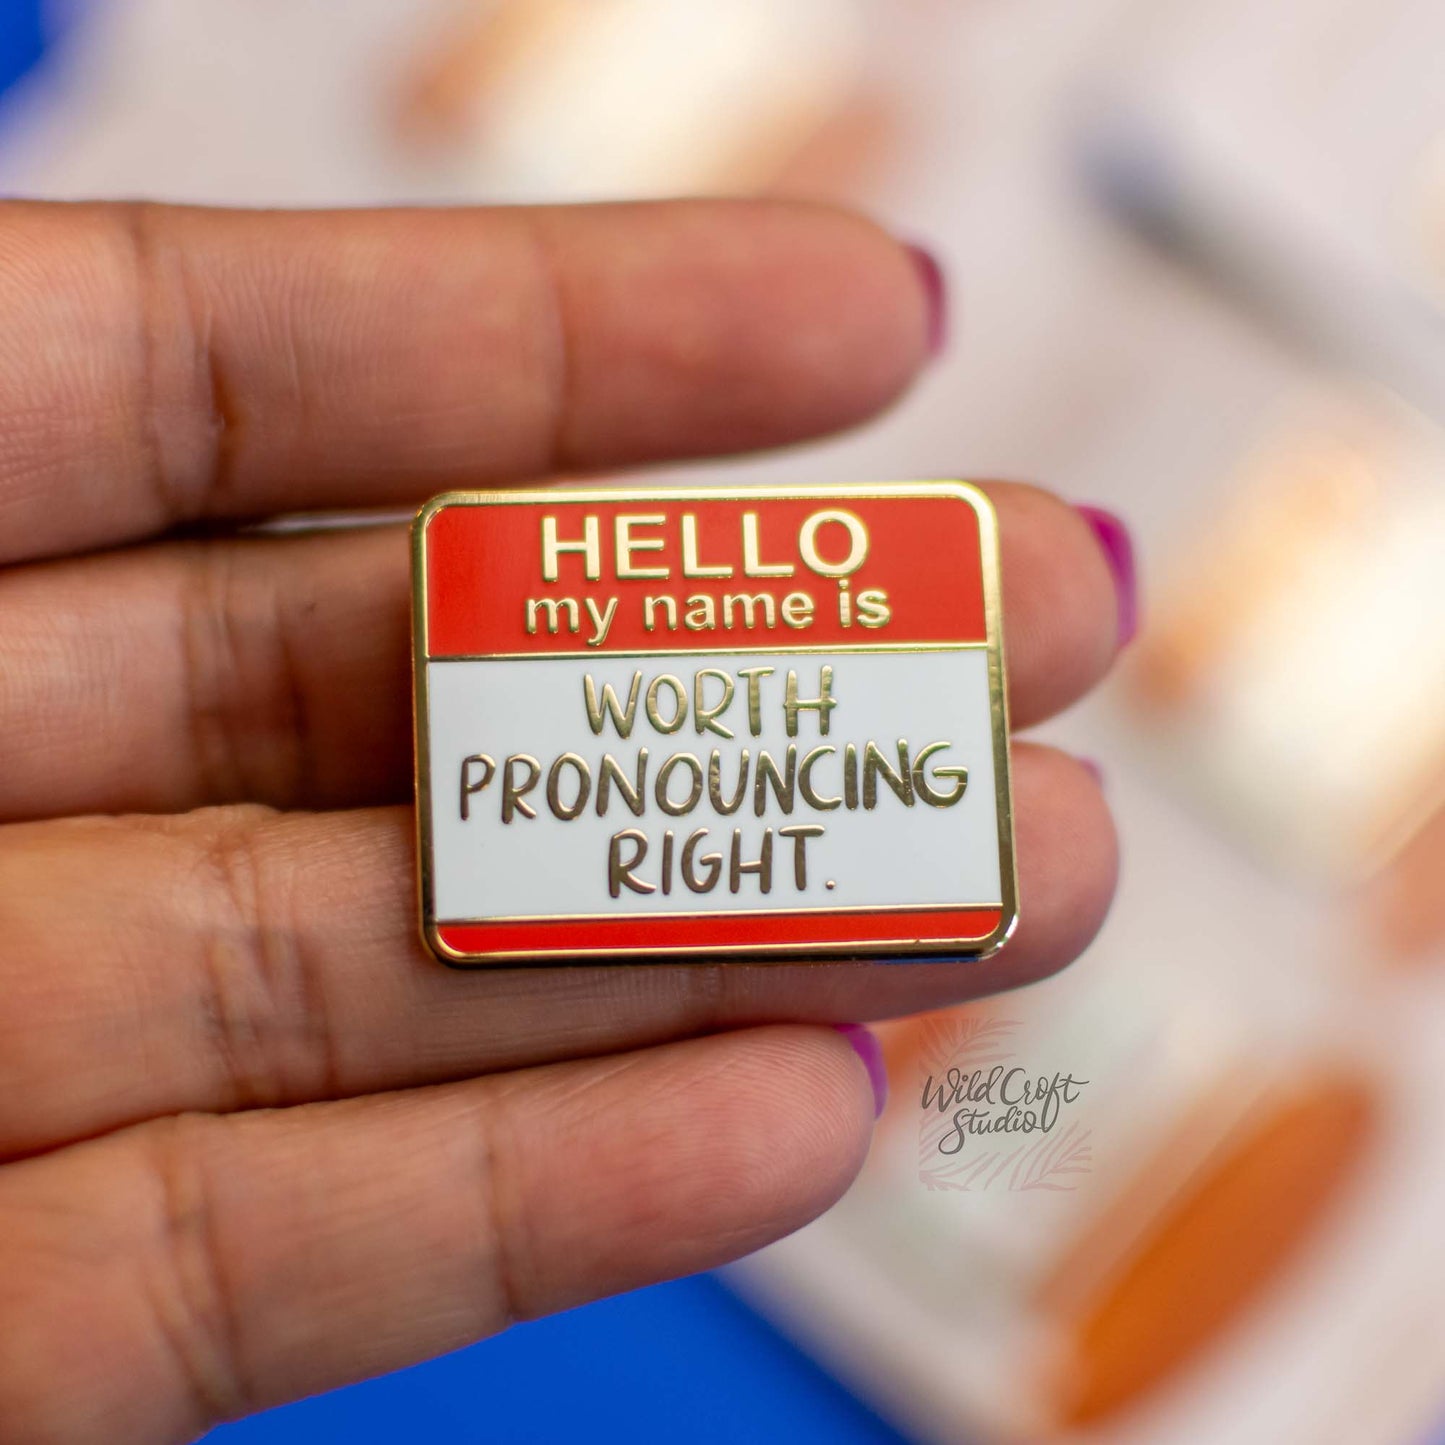 HELLO
my name is
WORTH
PRONOUNCING
RIGHT.
Wild Croft
Studio